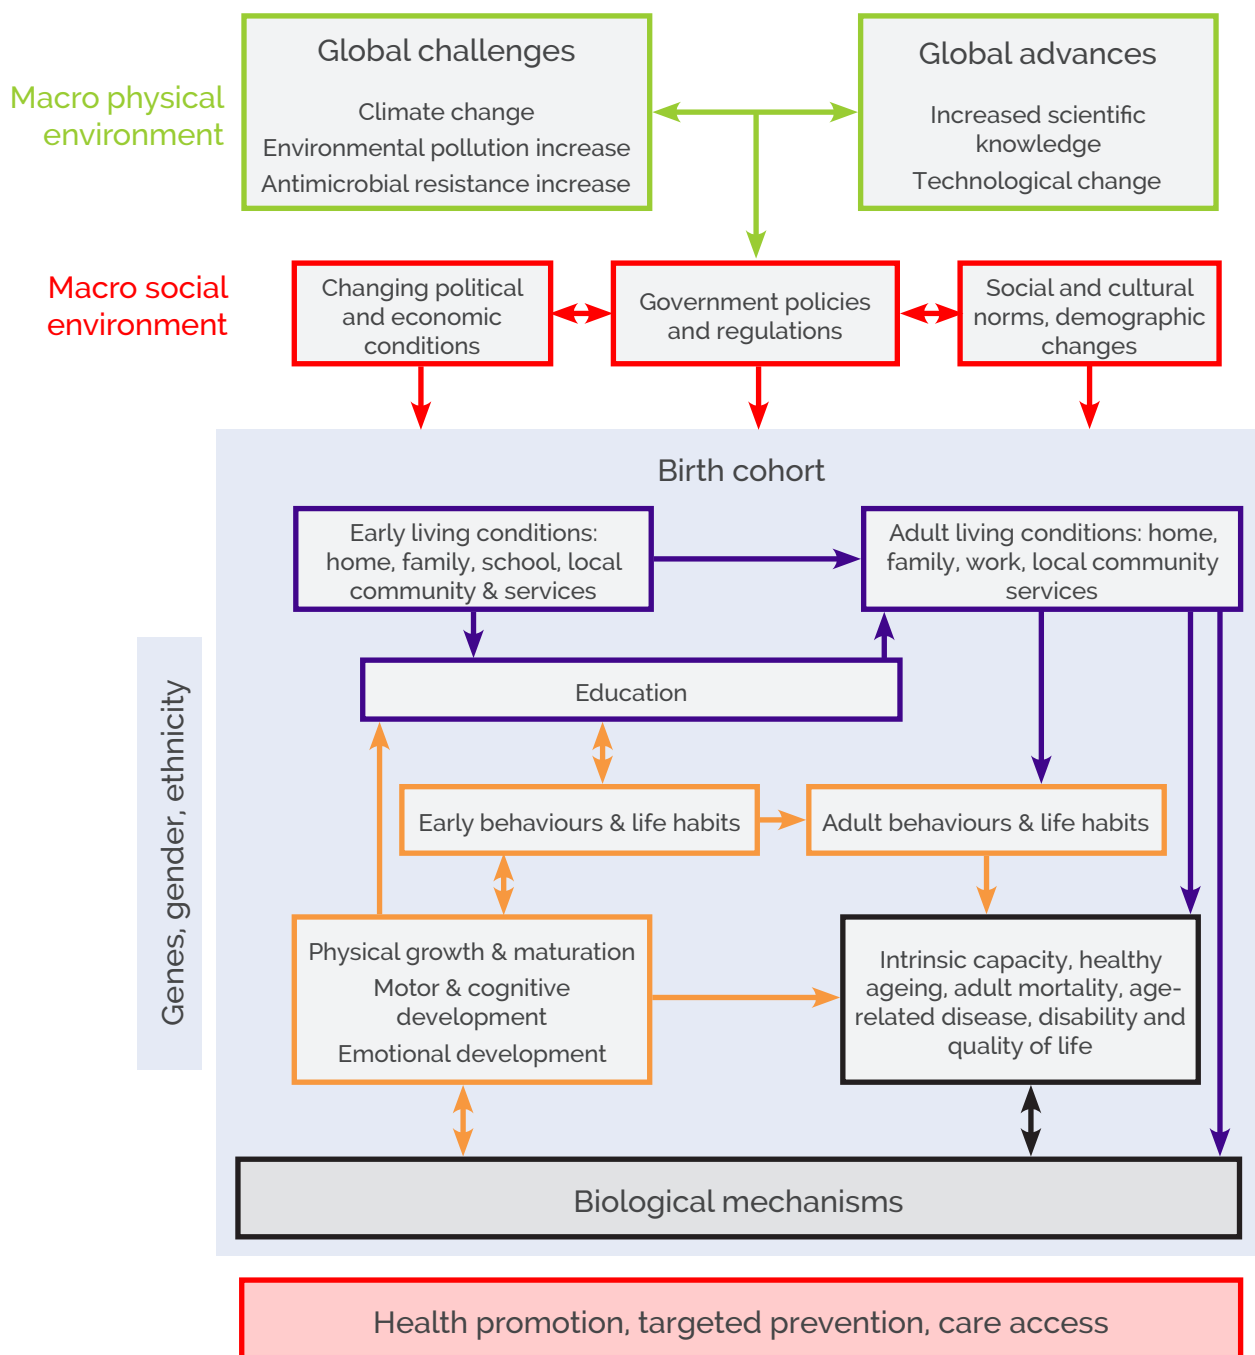 Macro physical
environment
Global challenges
Climate change
Environmental pollution increase
Antimicrobial resistance increase
Global advances
Increased scientific
knowledge
Technological change
Macro social
environment
Changing political
and economic
conditions
Government policies
and regulations
Social and cultural
norms, demographic
changes
Birth cohort
Early living conditions:
home, family, school, local
community & services
Adult living conditions: home,
family, work, local community
services
Education
Genes, gender, ethnicity
Early behaviours & life habits
Adult behaviours & life habits
Physical growth & maturation
Motor & cognitive
development
Emotional development
Intrinsic capacity, healthy
ageing, adult mortality, age-
related disease, disability and
quality of life
Biological mechanisms
Health promotion, targeted prevention, care access